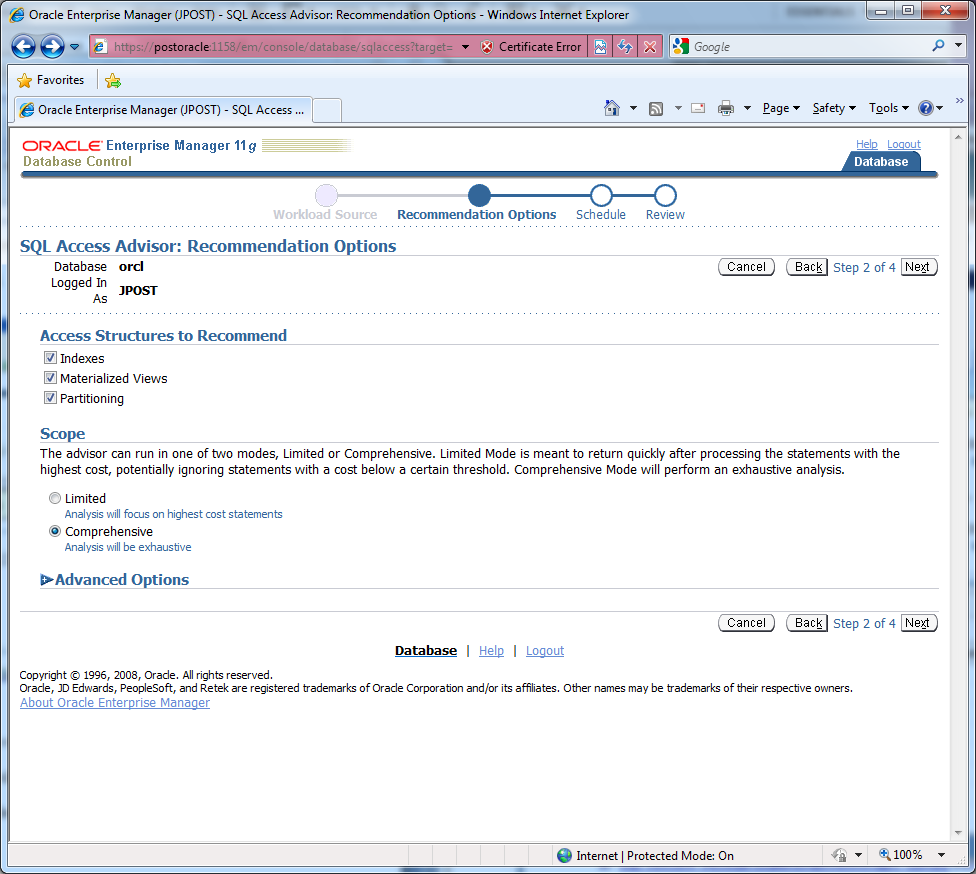 Oracle Enterprise Manager (JPOST) - SQL Access Advisor: Recommendation Options - Windows Internet Explorer
https://postoracle:1158/em/console/database/sqlaccess?target= Certificate Error Google
Favorites
Oracle Enterprise Manager (JPOST) - SQL Access ... Page Safety Tools
ORACLE Enterprise Manager 11g
Database Control
Help Logout
Database
Workload Source Recommendation Options Schedule Review
SQL Access Advisor: Recommendation Options
Database orcl
Logged In As JPOST
Cancel Back Step 2 of 4 Next
Access Structures to Recommend
Indexes
Materialized Views
Partitioning
Scope
The advisor can run in one of two modes, Limited or Comprehensive. Limited Mode is meant to return quickly after processing the statements with the
highest cost, potentially ignoring statements with a cost below a certain threshold. Comprehensive Mode will perform an exhaustive analysis.
Limited
Analysis will focus on highest cost statements
Comprehensive
Analysis will be exhaustive
Advanced Options
Cancel Back Step 2 of 4 Next
Database | Help | Logout
Copyright © 1996, 2008, Oracle. All rights reserved.
Oracle, JD Edwards, PeopleSoft, and Retek are registered trademarks of Oracle Corporation and/or its affiliates. Other names may be trademarks of their respective owners.
About Oracle Enterprise Manager
Internet | Protected Mode: On 100%